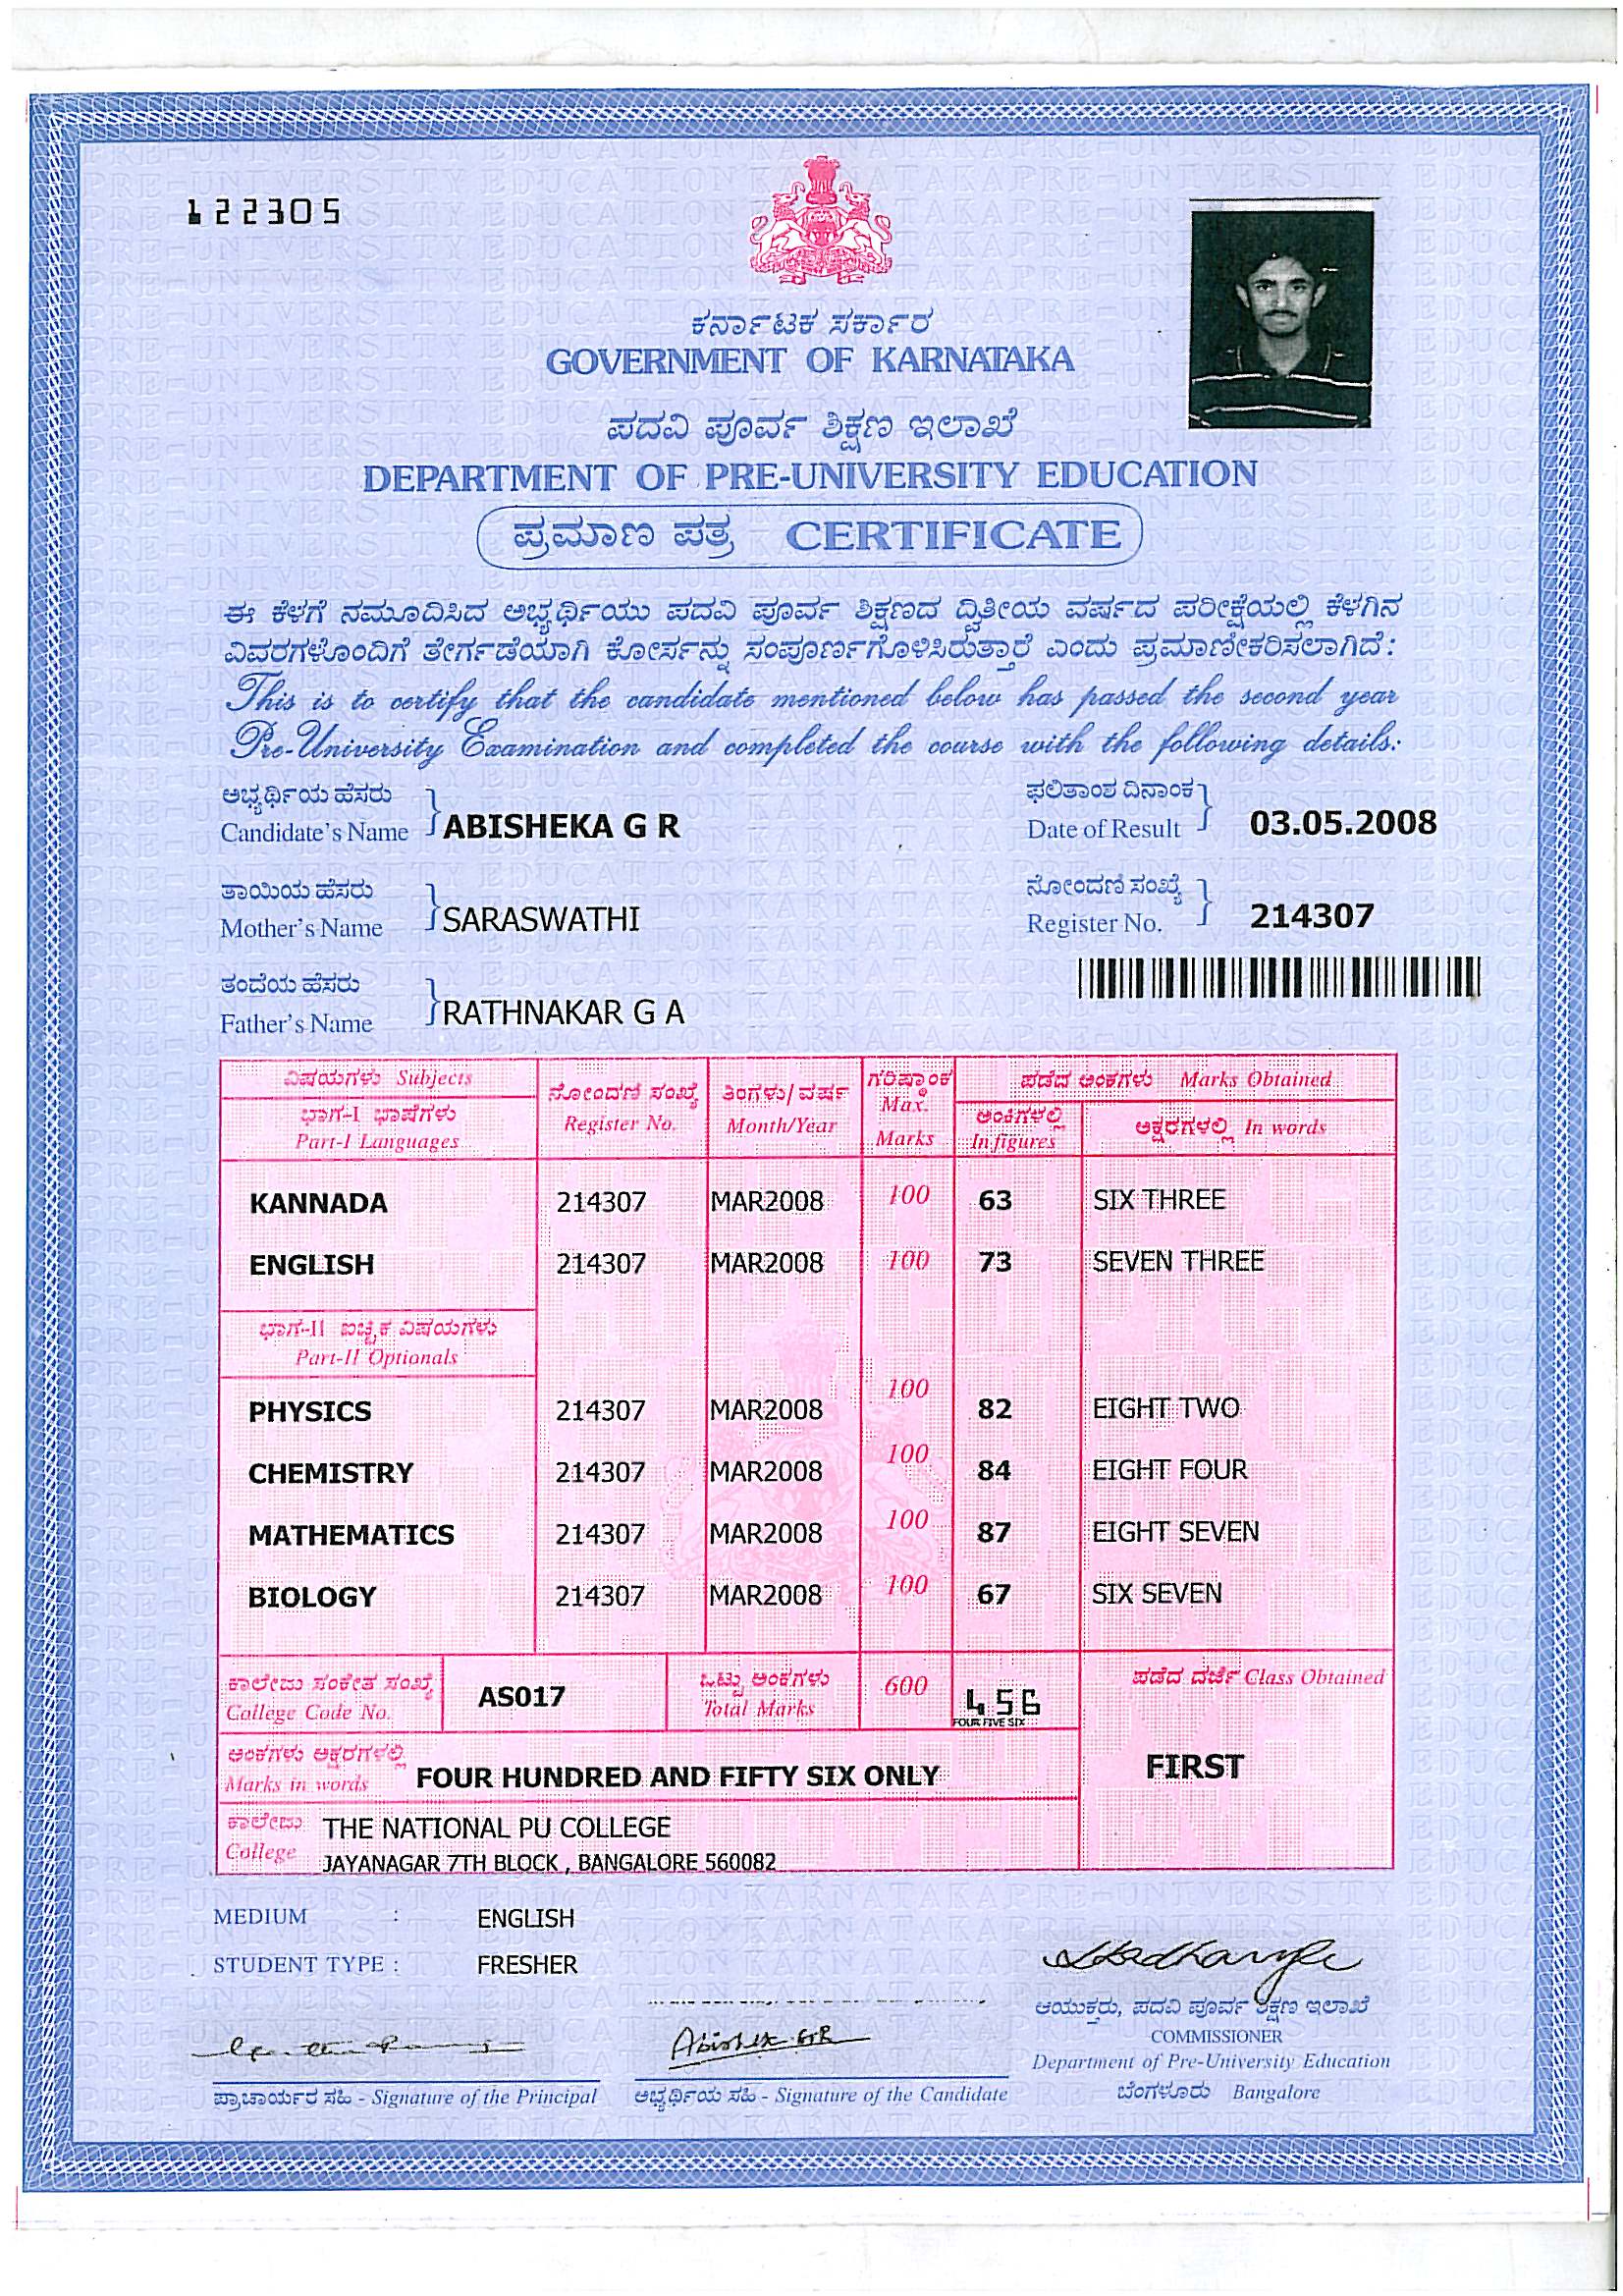 122305
ಕರ್ನಾಟಕ ಸರ್ಕಾರ
GOVERNMENT OF KARNATAKA
ಪದವಿ ಪೂರ್ವ ಶಿಕ್ಷಣ ಇಲಾಖೆ
DEPARTMENT OF PRE-UNIVERSITY EDUCATION
ಪ್ರಮಾಣ ಪತ್ರ CERTIFICATE
ಈ ಕೆಳಗೆ ನಮೂದಿಸಿದ ಅಭ್ಯರ್ಥಿಯು ಪದವಿ ಪೂರ್ವ ಶಿಕ್ಷಣದ ದ್ವಿತೀಯ ವರ್ಷದ ಪರೀಕ್ಷೆಯಲ್ಲಿ ಕೆಳಗಿನ
ವಿವರಗಳೊಂದಿಗೆ ತೇರ್ಗಡೆಯಾಗಿ ಕೋರ್ಸನ್ನು ಸಂಪೂರ್ಣಗೊಳಿಸಿರುತ್ತಾರೆ ಎಂದು ಪ್ರಮಾಣೀಕರಿಸಲಾಗಿದೆ:
This is to certify that the candidate mentioned below has passed the second year
Pre-University Examination and completed the course with the following details:
ಅಭ್ಯರ್ಥಿಯ ಹೆಸರು
Candidate's Name ABISHEKA G R
ಫಲಿತಾಂಶ ದಿನಾಂಕ
Date of Result 03.05.2008
ತಾಯಿಯ ಹೆಸರು
Mother's Name SARASWATHI
ನೋಂದಣಿ ಸಂಖ್ಯೆ
Register No. 214307
ತಂದೆಯ ಹೆಸರು
Father's Name RATHNAKAR G A
ವಿಷಯಗಳು Subjects
ಭಾಗ-I ಭಾಷೆಗಳು
Part-I Languages
ನೋಂದಣಿ ಸಂಖ್ಯೆ
Register No.
ತಿಂಗಳು/ವರ್ಷ
Month/Year
ಗರಿಷ್ಠಾಂಕ
Max.
Marks
ಪಡೆದ ಅಂಕಗಳು Marks Obtained
ಅಂಕಿಗಳಲ್ಲಿ
In figures
ಅಕ್ಷರಗಳಲ್ಲಿ In words
KANNADA 214307 MAR2008 100 63 SIX THREE
ENGLISH 214307 MAR2008 100 73 SEVEN THREE
ಭಾಗ-II ಐಚ್ಛಿಕ ವಿಷಯಗಳು
Part-II Optionals
PHYSICS 214307 MAR2008 100 82 EIGHT TWO
CHEMISTRY 214307 MAR2008 100 84 EIGHT FOUR
MATHEMATICS 214307 MAR2008 100 87 EIGHT SEVEN
BIOLOGY 214307 MAR2008 100 67 SIX SEVEN
ಕಾಲೇಜು ಸಂಕೇತ ಸಂಖ್ಯೆ
College Code No. AS017
ಒಟ್ಟು ಅಂಕಗಳು
Total Marks 600 456
FOUR FIVE SIX
ಪಡೆದ ದರ್ಜೆ Class Obtained
FIRST
ಅಂಕಗಳು ಅಕ್ಷರಗಳಲ್ಲಿ
Marks in words FOUR HUNDRED AND FIFTY SIX ONLY
ಕಾಲೇಜು
College THE NATIONAL PU COLLEGE
JAYANAGAR 7TH BLOCK, BANGALORE 560082
MEDIUM : ENGLISH
STUDENT TYPE : FRESHER
Abishek GR
ಪ್ರಾಚಾರ್ಯರ ಸಹಿ - Signature of the Principal
ಅಭ್ಯರ್ಥಿಯ ಸಹಿ - Signature of the Candidate
ಆಯುಕ್ತರು, ಪದವಿ ಪೂರ್ವ ಶಿಕ್ಷಣ ಇಲಾಖೆ
COMMISSIONER
Department of Pre-University Education
ಬೆಂಗಳೂರು Bangalore